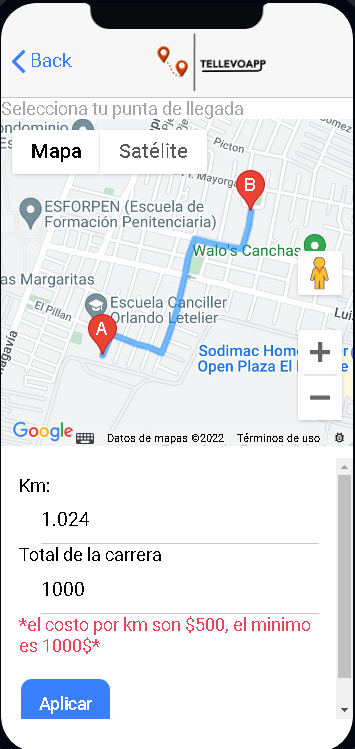 Back
TELLEVOAPP
Selecciona tu punta de llegada
Condominio
Mapa
Satélite
Picton
Mayorga
B
ESFORPEN (Escuela de
Formación Penitenciaria)
Walo's Canchas
as Margaritas
El Pillan
Escuela Canciller
Orlando Letelier
A
Sodimac Home
Open Plaza El
Google
Datos de mapas ©2022
Términos de uso
Km:
1.024
Total de la carrera
1000
*el costo por km son $500, el minimo
es 1000$*
Aplicar